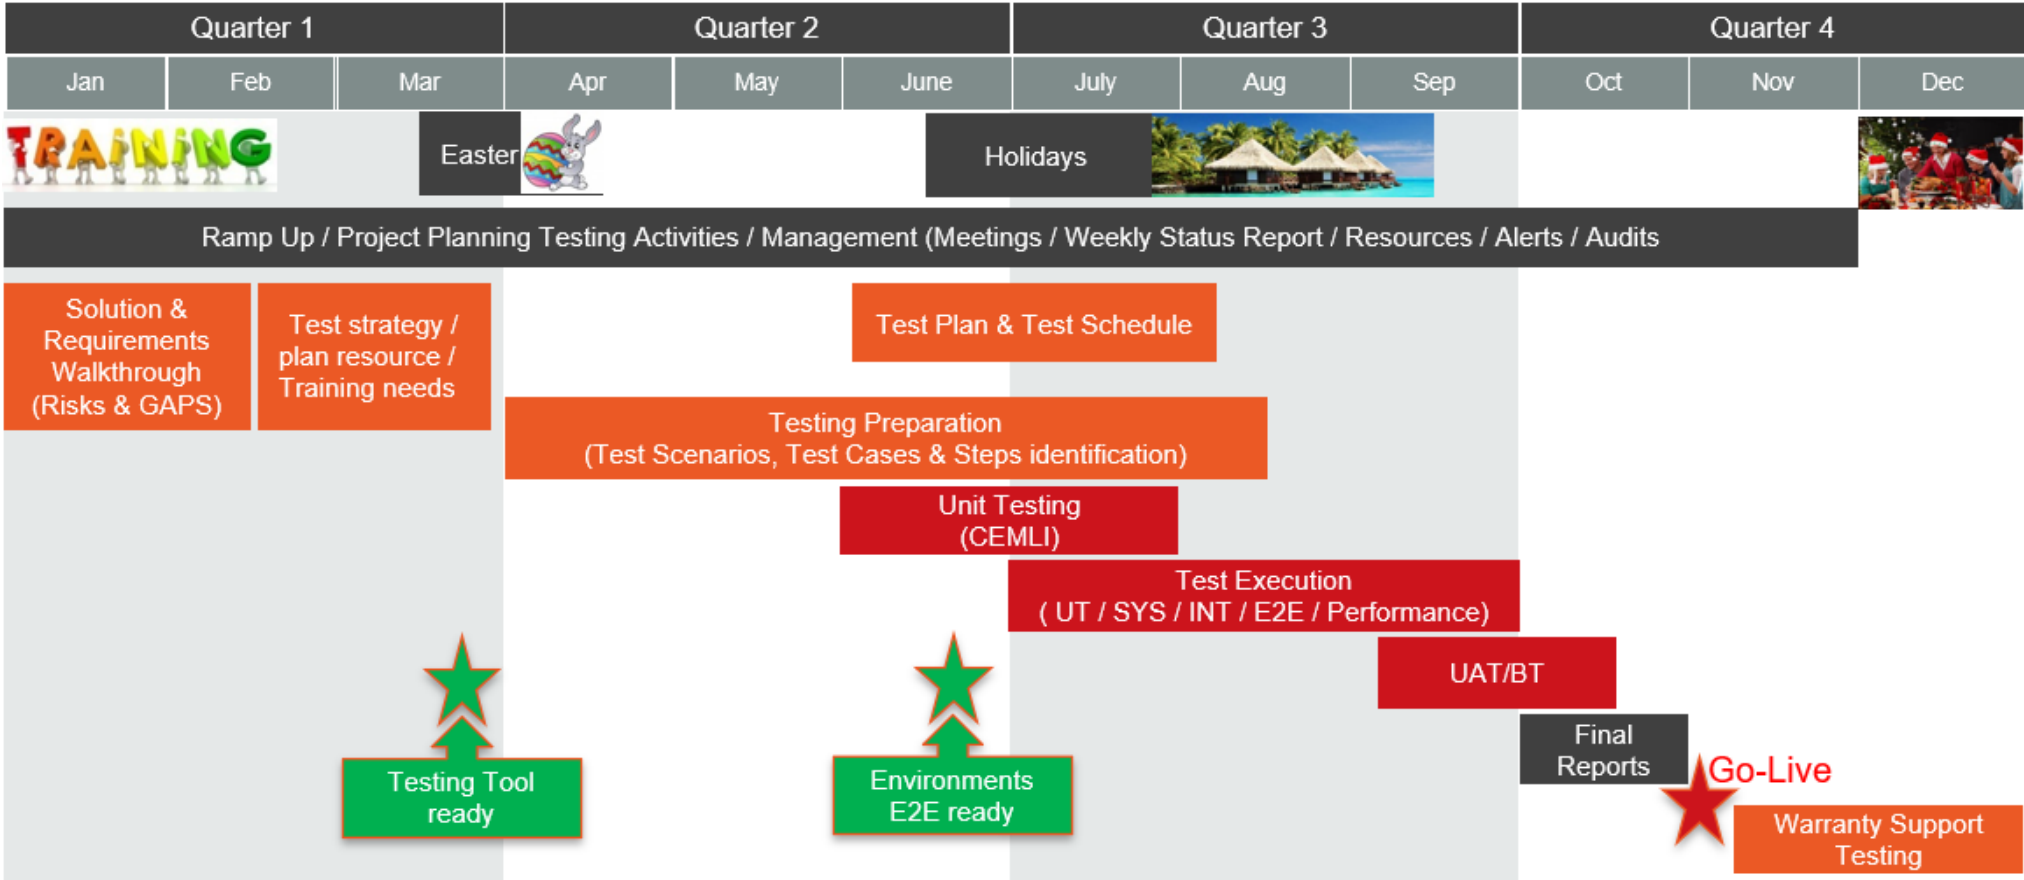 Quarter 1
Quarter 2
Quarter 3
Quarter 4
Jan
Feb
Mar
Apr
May
June
July
Aug
Sep
Oct
Nov
Dec
TRAINING
Easter
Holidays
Ramp Up / Project Planning Testing Activities / Management (Meetings / Weekly Status Report / Resources / Alerts / Audits
Solution &
Requirements
Walkthrough
(Risks & GAPS)
Test strategy /
plan resource /
Training needs
Test Plan & Test Schedule
Testing Preparation
(Test Scenarios, Test Cases & Steps identification)
Unit Testing
(CEMLI)
Test Execution
( UT / SYS / INT / E2E / Performance)
UAT/BT
Testing Tool
ready
Environments
E2E ready
Final
Reports
Go-Live
Warranty Support
Testing